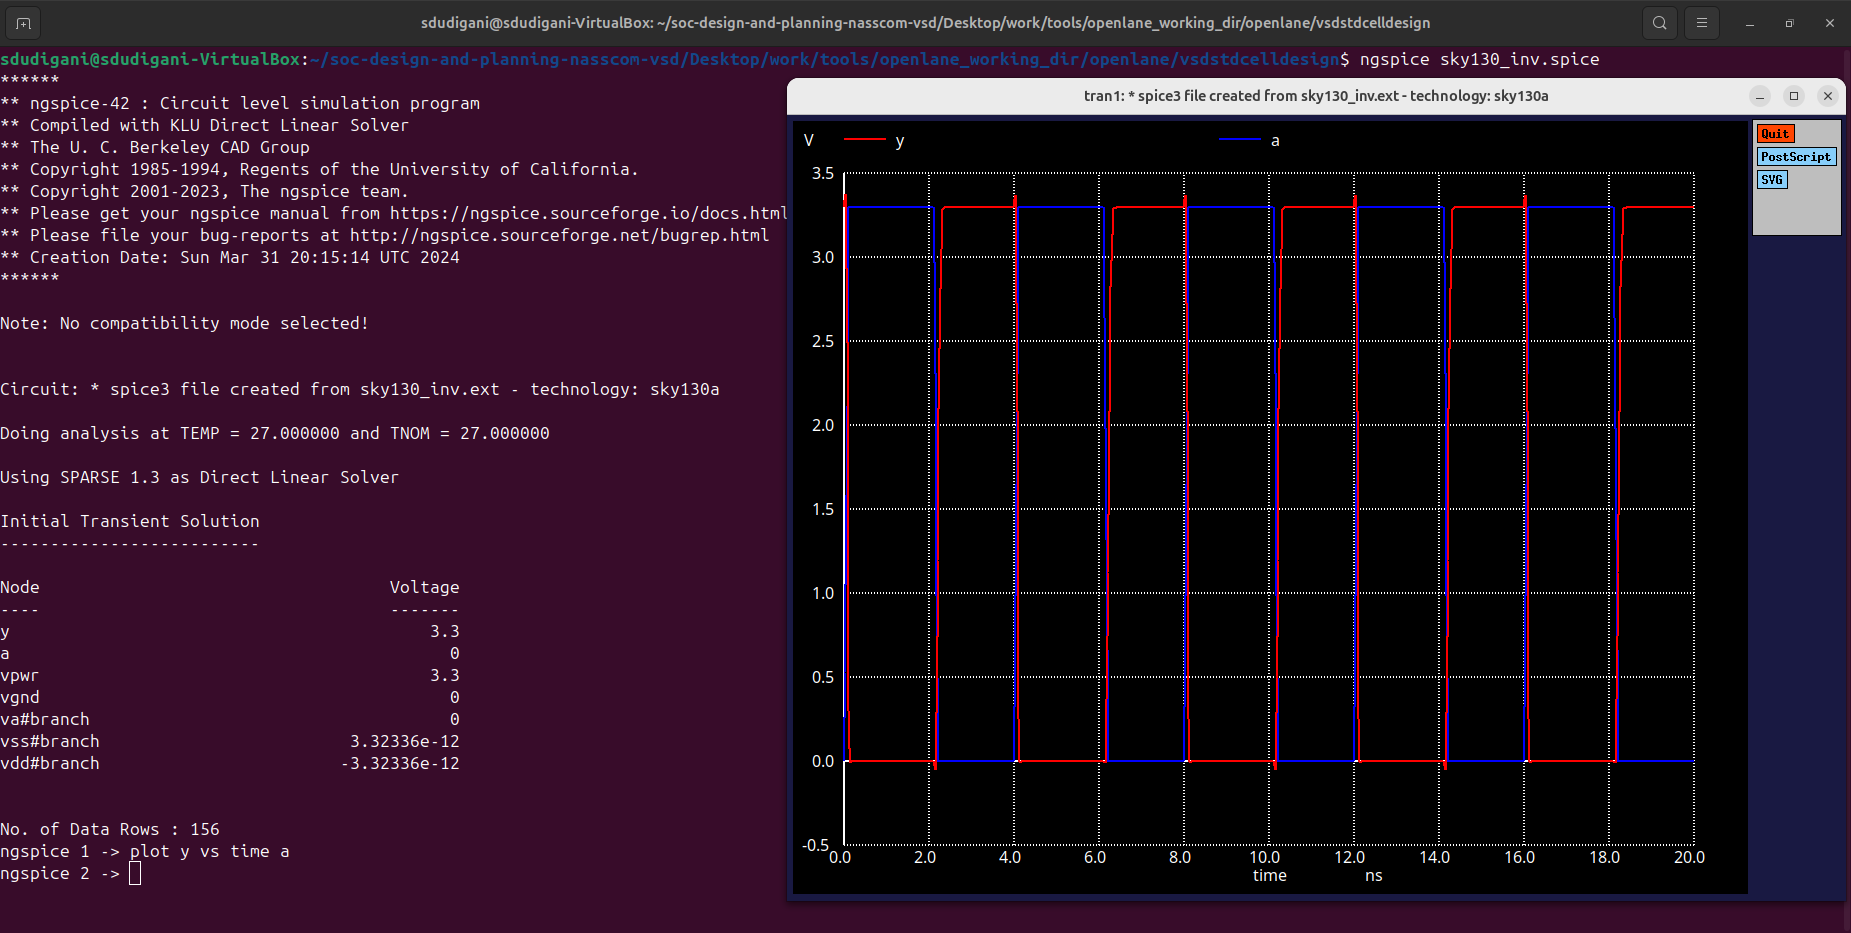 sdudigani@sdudigani-VirtualBox: ~/soc-design-and-planning-nasscom-vsd/Desktop/work/tools/openlane_working_dir/openlane/vsdstdcelldesign
sdudigani@sdudigani-VirtualBox:~/soc-design-and-planning-nasscom-vsd/Desktop/work/tools/openlane_working_dir/openlane/vsdstdcelldesign$ ngspice sky130_inv.spice
******
** ngspice-42 : Circuit level simulation program
** Compiled with KLU Direct Linear Solver
** The U. C. Berkeley CAD Group
** Copyright 1985-1994, Regents of the University of California.
** Copyright 2001-2023, The ngspice team.
** Please get your ngspice manual from https://ngspice.sourceforge.io/docs.html
** Please file your bug-reports at http://ngspice.sourceforge.net/bugrep.html
** Creation Date: Sun Mar 31 20:15:14 UTC 2024
******
Note: No compatibility mode selected!
Circuit: * spice3 file created from sky130_inv.ext - technology: sky130a
Doing analysis at TEMP = 27.000000 and TNOM = 27.000000
Using SPARSE 1.3 as Direct Linear Solver
Initial Transient Solution
--------------------------
Node Voltage
---- -------
y 3.3
a 0
vpwr 3.3
vgnd 0
va#branch 0
vss#branch 3.32336e-12
vdd#branch -3.32336e-12
No. of Data Rows : 156
ngspice 1 -> plot y vs time a
ngspice 2 ->
tran1: * spice3 file created from sky130_inv.ext - technology: sky130a
Quit
PostScript
SVG
V y a
3.5
3.0
2.5
2.0
1.5
1.0
0.5
0.0
-0.5
0.0 2.0 4.0 6.0 8.0 10.0 12.0 14.0 16.0 18.0 20.0
time ns